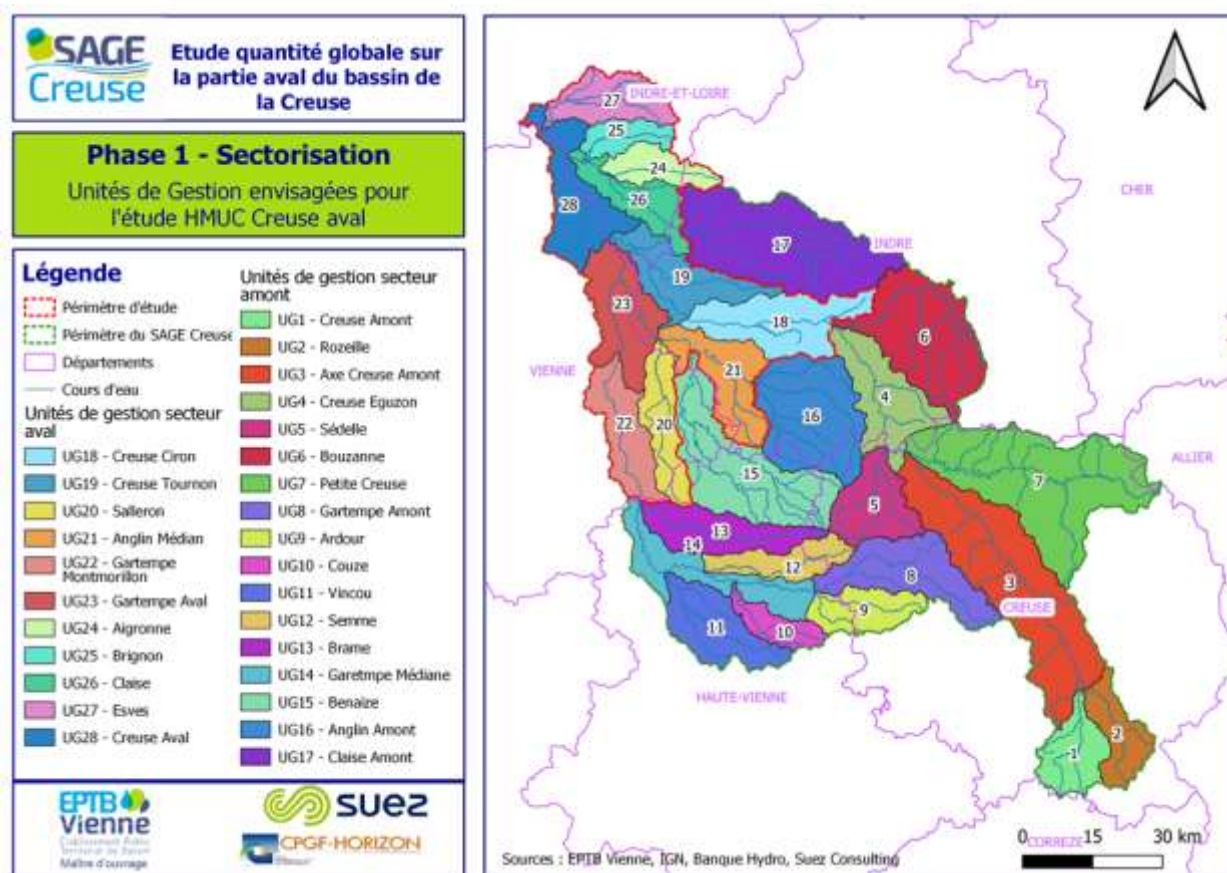 SAGE
Creuse
Etude quantité globale sur
la partie aval du bassin de
la Creuse
Phase 1 - Sectorisation
Unités de Gestion envisagées pour
l'étude HMUC Creuse aval
Légende
Périmètre d'étude
Périmètre du SAGE Creuse
Départements
Cours d'eau
Unités de gestion secteur
aval
UG18 - Creuse Ciron
UG19 - Creuse Tournon
UG20 - Salleron
UG21 - Anglin Médian
UG22 - Gartempe
Montmorillon
UG23 - Gartempe Aval
UG24 - Aigronne
UG25 - Brignon
UG26 - Claise
UG27 - Esves
UG28 - Creuse Aval
Unités de gestion secteur
amont
UG1 - Creuse Amont
UG2 - Rozeille
UG3 - Axe Creuse Amont
UG4 - Creuse Eguzon
UG5 - Sédelle
UG6 - Bouzanne
UG7 - Petite Creuse
UG8 - Gartempe Amont
UG9 - Ardour
UG10 - Couze
UG11 - Vincou
UG12 - Semme
UG13 - Brame
UG14 - Garetmpe Médiane
UG15 - Benaize
UG16 - Anglin Amont
UG17 - Claise Amont
EPTB
Vienne
Etablissement Public
Territorial de Bassin
Maître d'ouvrage
suez
CPGF-HORIZON
27
INDRE-ET-LOIRE
25
24
CHER
28
26
17
INDRE
19
23
18
6
VIENNE
21
4
16
22
20
ALLIER
15
7
5
13
14
12
8
3
9
CREUSE
11
10
HAUTE-VIENNE
2
1
CORREZE
0 15 30 km
Sources : EPTB Vienne, IGN, Banque Hydro, Suez Consulting